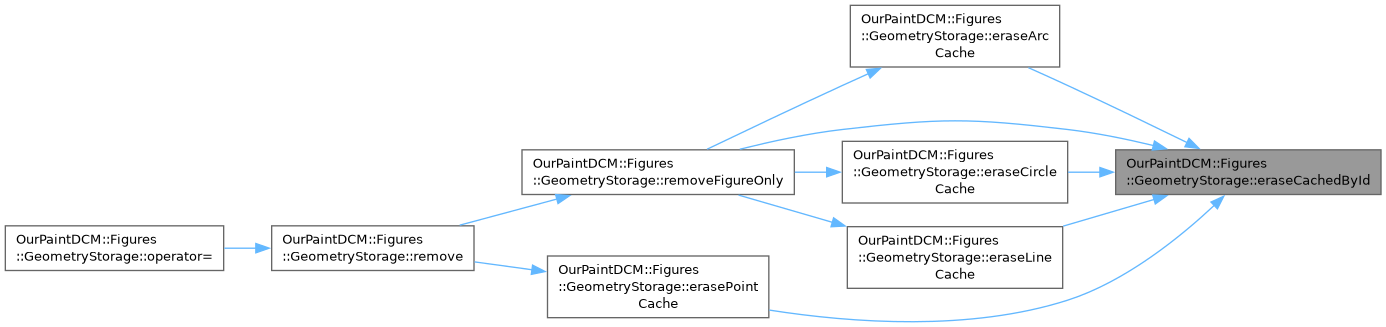 OurPaintDCM::Figures
::GeometryStorage::eraseArc
Cache
OurPaintDCM::Figures
::GeometryStorage::removeFigureOnly
OurPaintDCM::Figures
::GeometryStorage::eraseCircle
Cache
OurPaintDCM::Figures
::GeometryStorage::eraseCachedById
OurPaintDCM::Figures
::GeometryStorage::operator=
OurPaintDCM::Figures
::GeometryStorage::remove
OurPaintDCM::Figures
::GeometryStorage::eraseLine
Cache
OurPaintDCM::Figures
::GeometryStorage::erasePoint
Cache